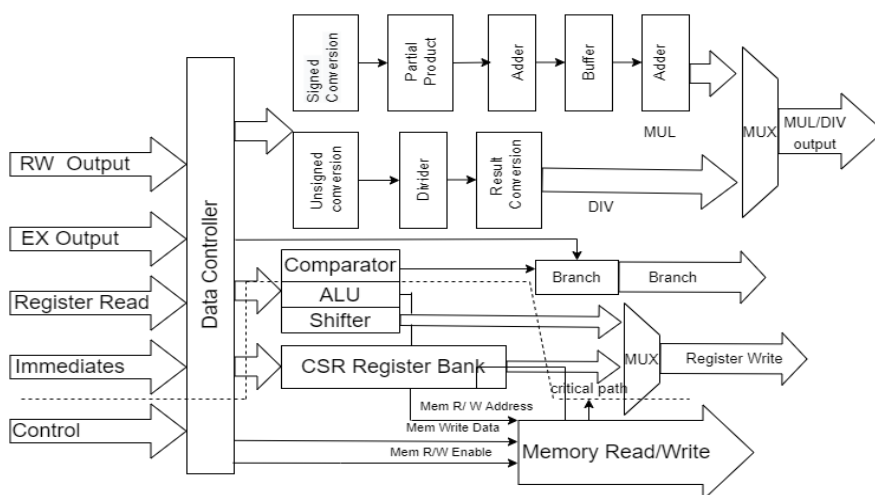 Signed
Conversion
Partial
Product
Adder
Buffer
Adder
MUL
MUX
MUL/DIV
output
RW Output
Unsigned
conversion
Divider
Result
Conversion
DIV
EX Output
Data Controller
Comparator
Branch
Branch
Register Read
ALU
Shifter
Immediates
CSR Register Bank
MUX
Register Write
critical path
Mem R/ W Address
Control
Mem Write Data
Mem R/W Enable
Memory Read/Write